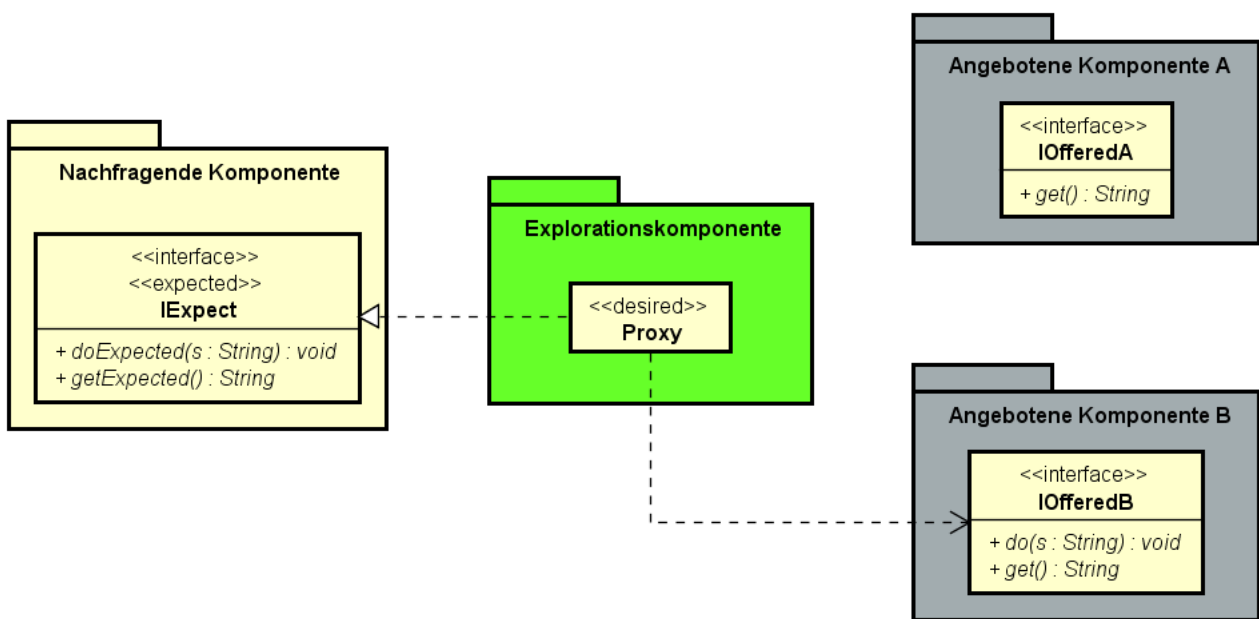 Nachfragende Komponente
<<interface>>
<<expected>>
IExpect
+ doExpected(s : String) : void
+ getExpected() : String
Explorationskomponente
<<desired>>
Proxy
Angebotene Komponente A
<<interface>>
IOfferedA
+ get() : String
Angebotene Komponente B
<<interface>>
IOfferedB
+ do(s : String) : void
+ get() : String